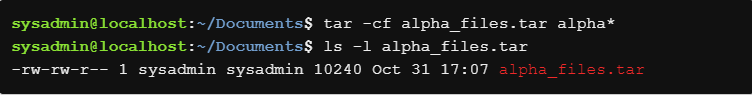 sysadmin@localhost:~/Documents$ tar -cf alpha_files.tar alpha*
sysadmin@localhost:~/Documents$ ls -l alpha_files.tar
-rw-rw-r-- 1 sysadmin sysadmin 10240 Oct 31 17:07 alpha_files.tar